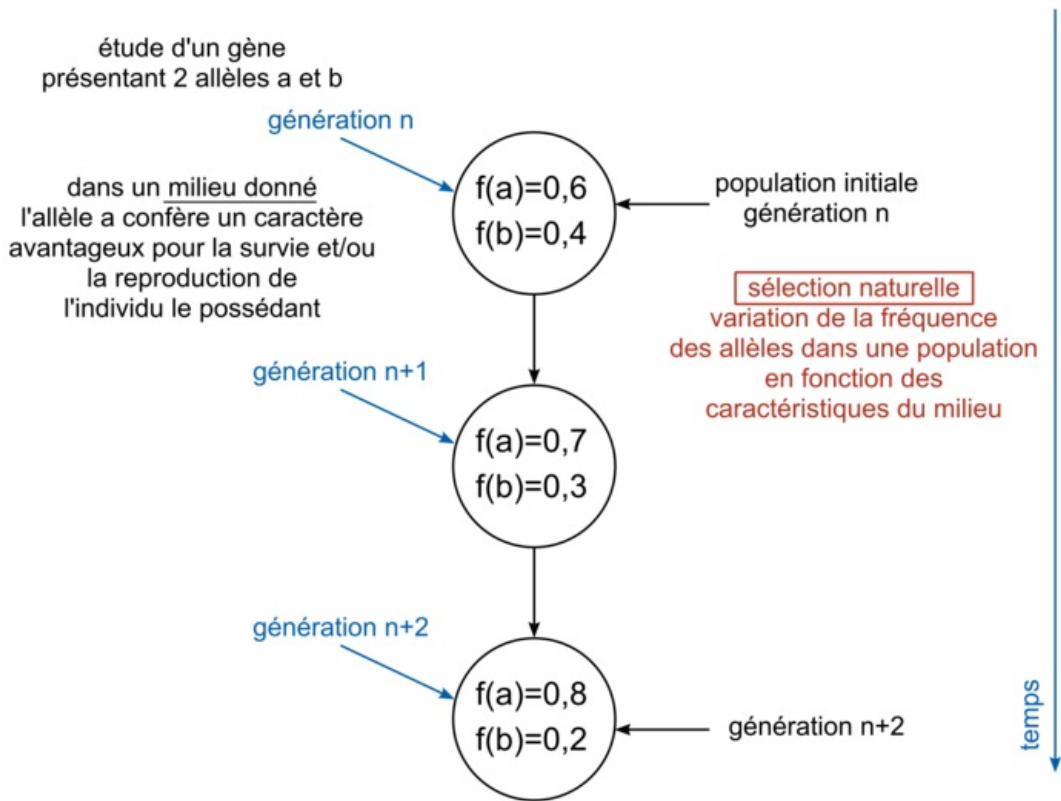 étude d'un gène
présentant 2 allèles a et b
génération n
f(a)=0,6
f(b)=0,4
population initiale
génération n
dans un milieu donné
l'allèle a confère un caractère
avantageux pour la survie et/ou
la reproduction de
l'individu le possédant
sélection naturelle
variation de la fréquence
des allèles dans une population
en fonction des
caractéristiques du milieu
génération n+1
f(a)=0,7
f(b)=0,3
génération n+2
f(a)=0,8
f(b)=0,2
génération n+2
temps